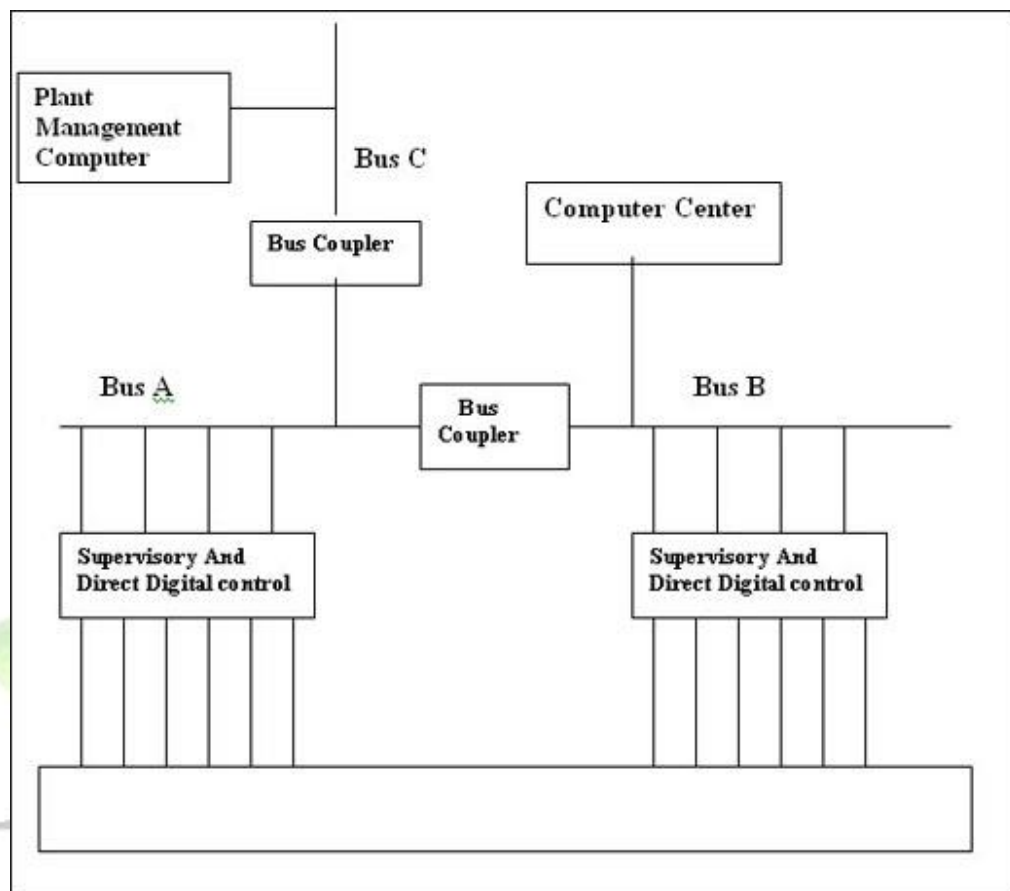 Plant
Management
Computer
Bus C
Computer Center
Bus Coupler
Bus A
Bus
Coupler
Bus B
Supervisory And
Direct Digital control
Supervisory And
Direct Digital control